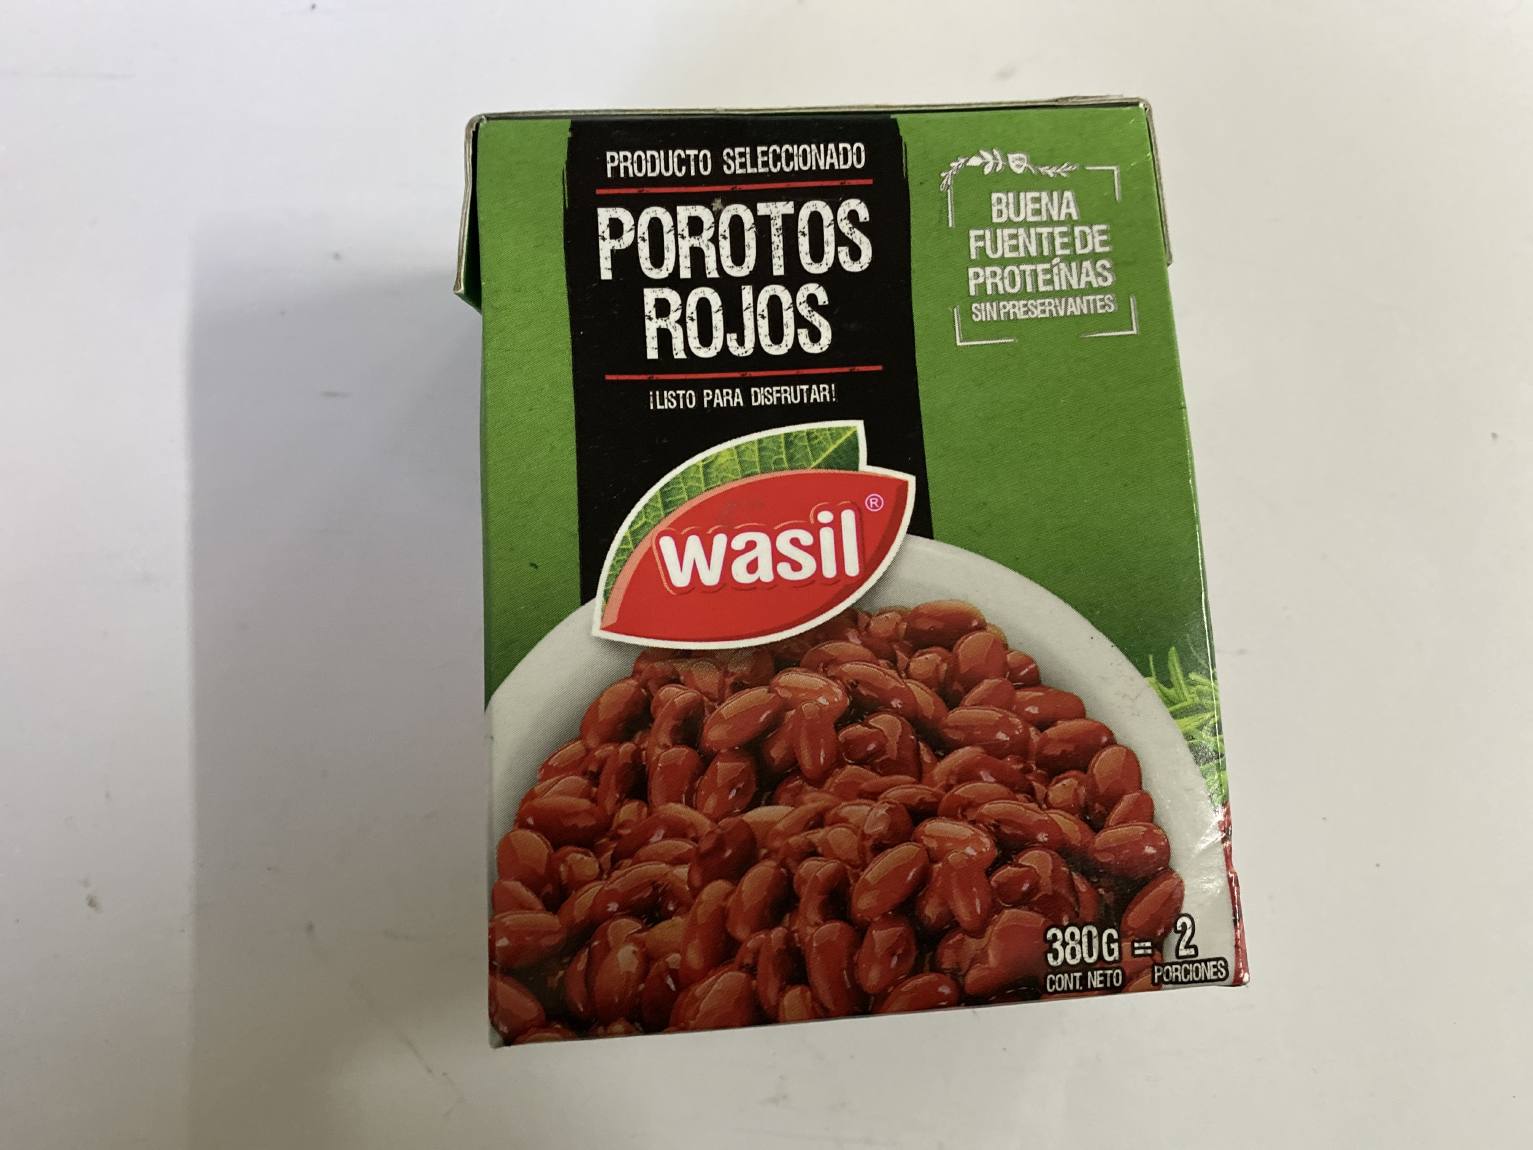 PRODUCTO SELECCIONADO
POROTOS
ROJOS
¡LISTO PARA DISFRUTAR!
wasil®
BUENA
FUENTE DE
PROTEÍNAS
SIN PRESERVANTES
380G = 2
CONT. NETO PORCIONES